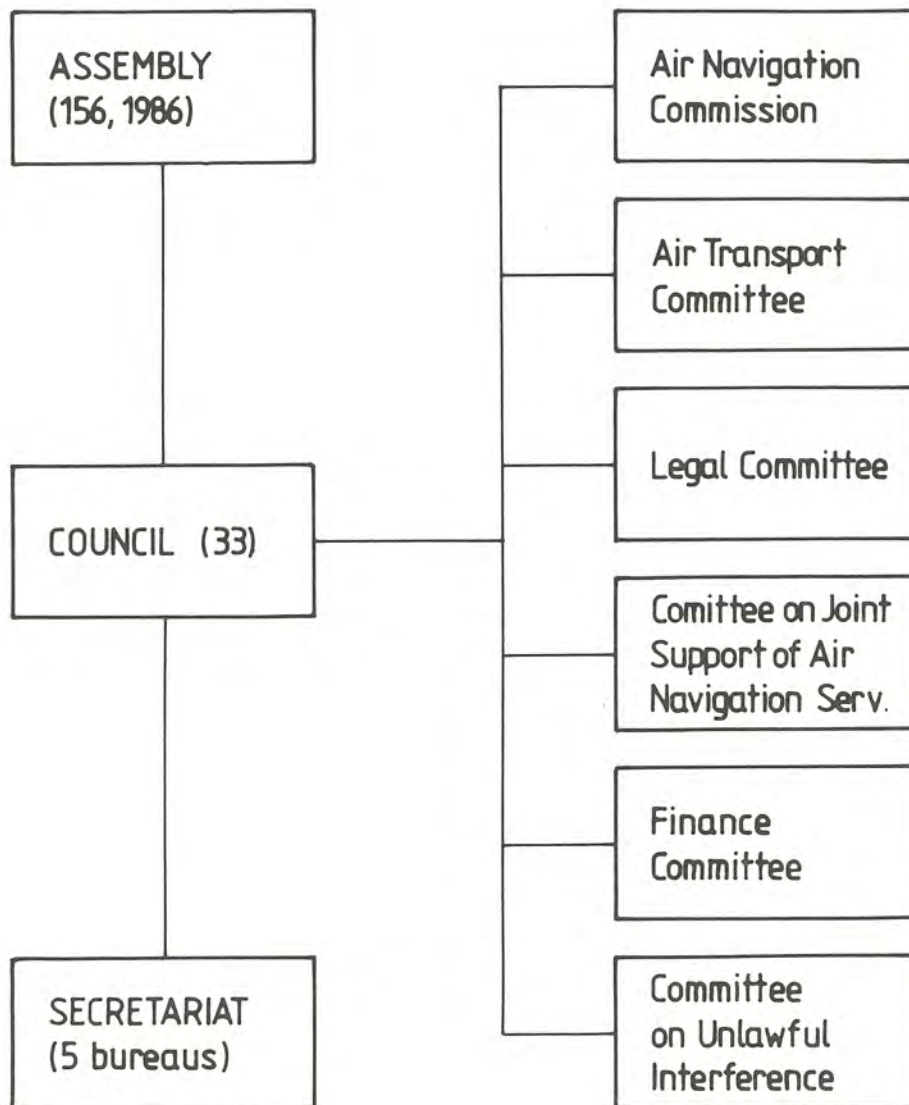 ASSEMBLY
(156, 1986)
COUNCIL (33)
SECRETARIAT
(5 bureaus)
Air Navigation
Commission
Air Transport
Committee
Legal Committee
Comittee on Joint
Support of Air
Navigation Serv.
Finance
Committee
Committee
on Unlawful
Interference